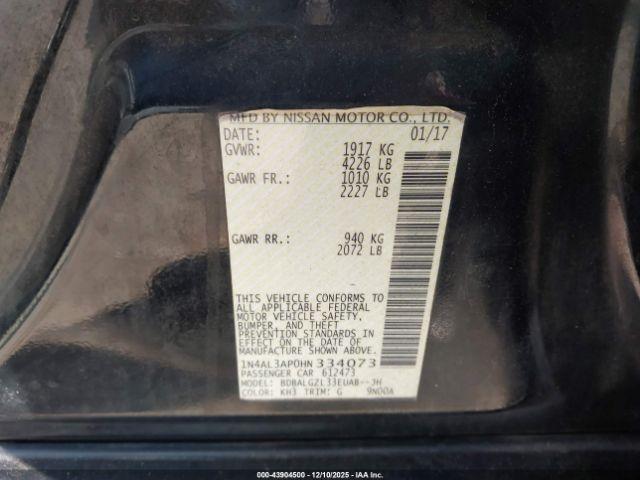 MFD BY NISSAN MOTOR CO., LTD.
DATE: 01/17
GVWR: 1917 KG
4226 LB
GAWR FR.: 1010 KG
2227 LB
GAWR RR.: 940 KG
2072 LB
THIS VEHICLE CONFORMS TO
ALL APPLICABLE FEDERAL
MOTOR VEHICLE SAFETY,
BUMPER, AND THEFT
PREVENTION STANDARDS IN
EFFECT ON THE DATE OF
MANUFACTURE SHOWN ABOVE.
1N4AL3AP0HN 334073
PASSENGER CAR 612473
MODEL: BDBALGZL33EUAB--JH
COLOR: KH3 TRIM: G 9N00A
000-43904500 - 12/10/2025 - IAA Inc.